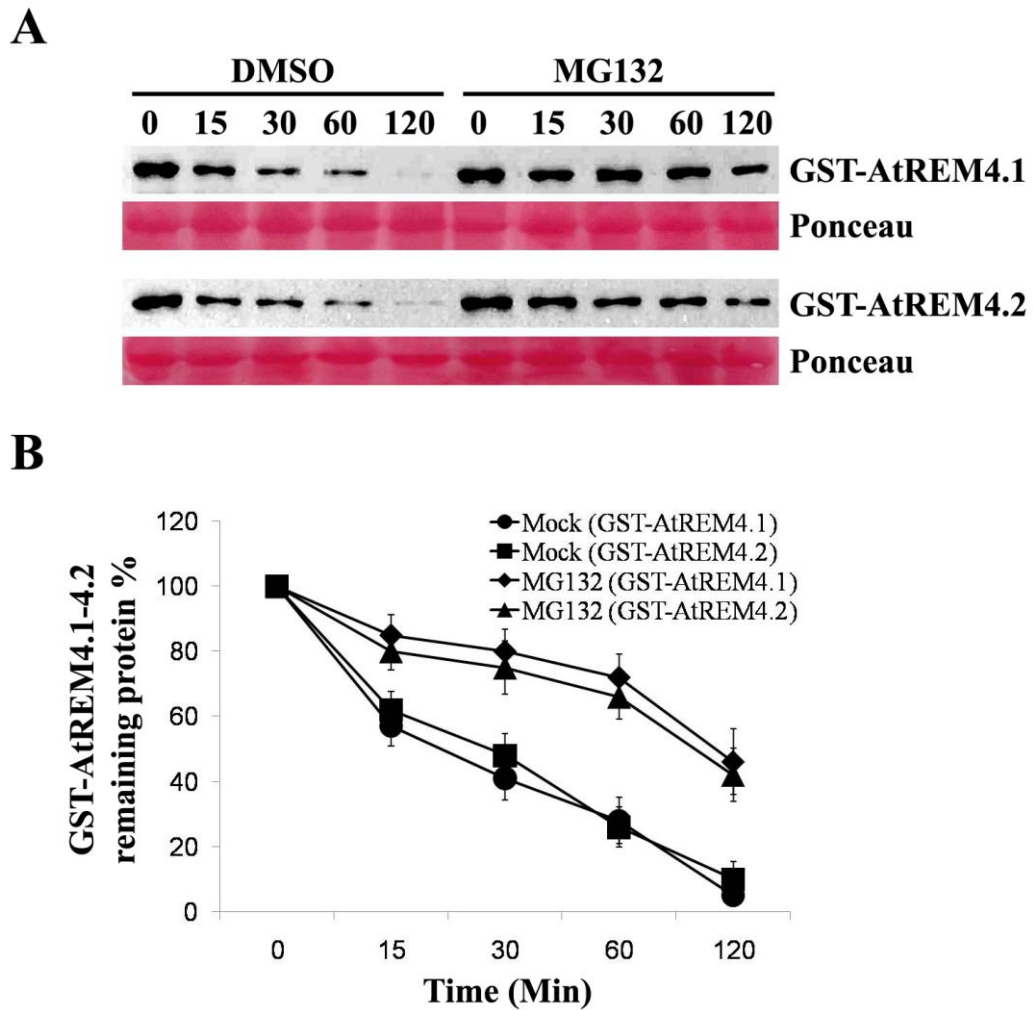 A
DMSO MG132
0 15 30 60 120 0 15 30 60 120
GST-AtREM4.1
Ponceau
GST-AtREM4.2
Ponceau
B
GST-AtREM4.1-4.2
remaining protein %
120
100
80
60
40
20
0
Mock (GST-AtREM4.1)
Mock (GST-AtREM4.2)
MG132 (GST-AtREM4.1)
MG132 (GST-AtREM4.2)
0 15 30 60 120
Time (Min)